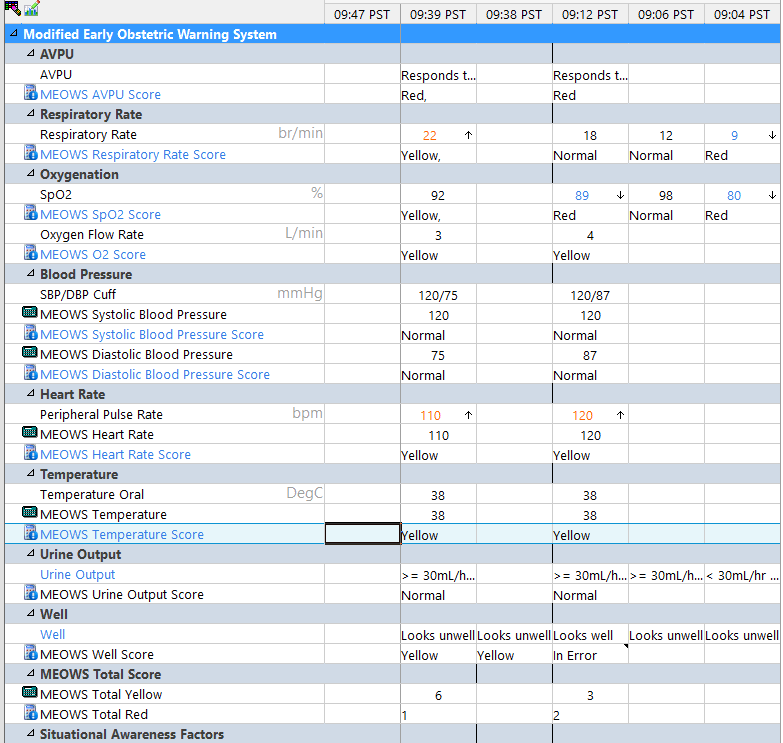 09:47 PST 09:39 PST 09:38 PST 09:12 PST 09:06 PST 09:04 PST
Modified Early Obstetric Warning System
AVPU
AVPU Responds t... Responds t...
MEOWS AVPU Score Red, Red
Respiratory Rate
Respiratory Rate br/min 22 ↑ 18 12 9 ↓
MEOWS Respiratory Rate Score Yellow, Normal Normal Red
Oxygenation
SpO2 % 92 89 ↓ 98 80 ↓
MEOWS SpO2 Score Yellow, Red Normal Red
Oxygen Flow Rate L/min 3 4
MEOWS O2 Score Yellow Yellow
Blood Pressure
SBP/DBP Cuff mmHg 120/75 120/87
MEOWS Systolic Blood Pressure 120 120
MEOWS Systolic Blood Pressure Score Normal Normal
MEOWS Diastolic Blood Pressure 75 87
MEOWS Diastolic Blood Pressure Score Normal Normal
Heart Rate
Peripheral Pulse Rate bpm 110 ↑ 120 ↑
MEOWS Heart Rate 110 120
MEOWS Heart Rate Score Yellow Yellow
Temperature
Temperature Oral DegC 38 38
MEOWS Temperature 38 38
MEOWS Temperature Score Yellow Yellow
Urine Output
Urine Output >= 30mL/h... >= 30mL/h... >= 30mL/h... < 30mL/hr ...
MEOWS Urine Output Score Normal Normal
Well
Well Looks unwell Looks unwell Looks well Looks unwell Looks unwell
MEOWS Well Score Yellow Yellow In Error
MEOWS Total Score
MEOWS Total Yellow 6 3
MEOWS Total Red 1 2
Situational Awareness Factors